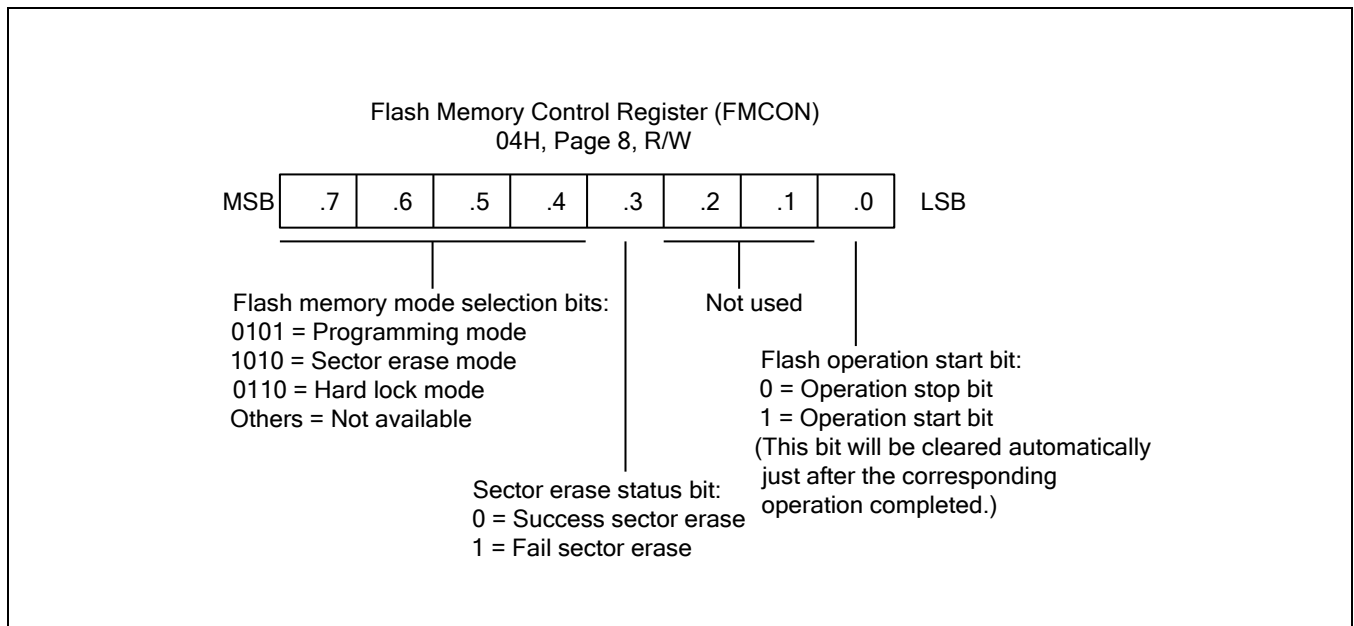 Flash Memory Control Register (FMCON)
04H, Page 8, R/W
MSB .7 .6 .5 .4 .3 .2 .1 .0 LSB
Flash memory mode selection bits:
0101 = Programming mode
1010 = Sector erase mode
0110 = Hard lock mode
Others = Not available
Not used
Flash operation start bit:
0 = Operation stop bit
1 = Operation start bit
(This bit will be cleared automatically
just after the corresponding
operation completed.)
Sector erase status bit:
0 = Success sector erase
1 = Fail sector erase